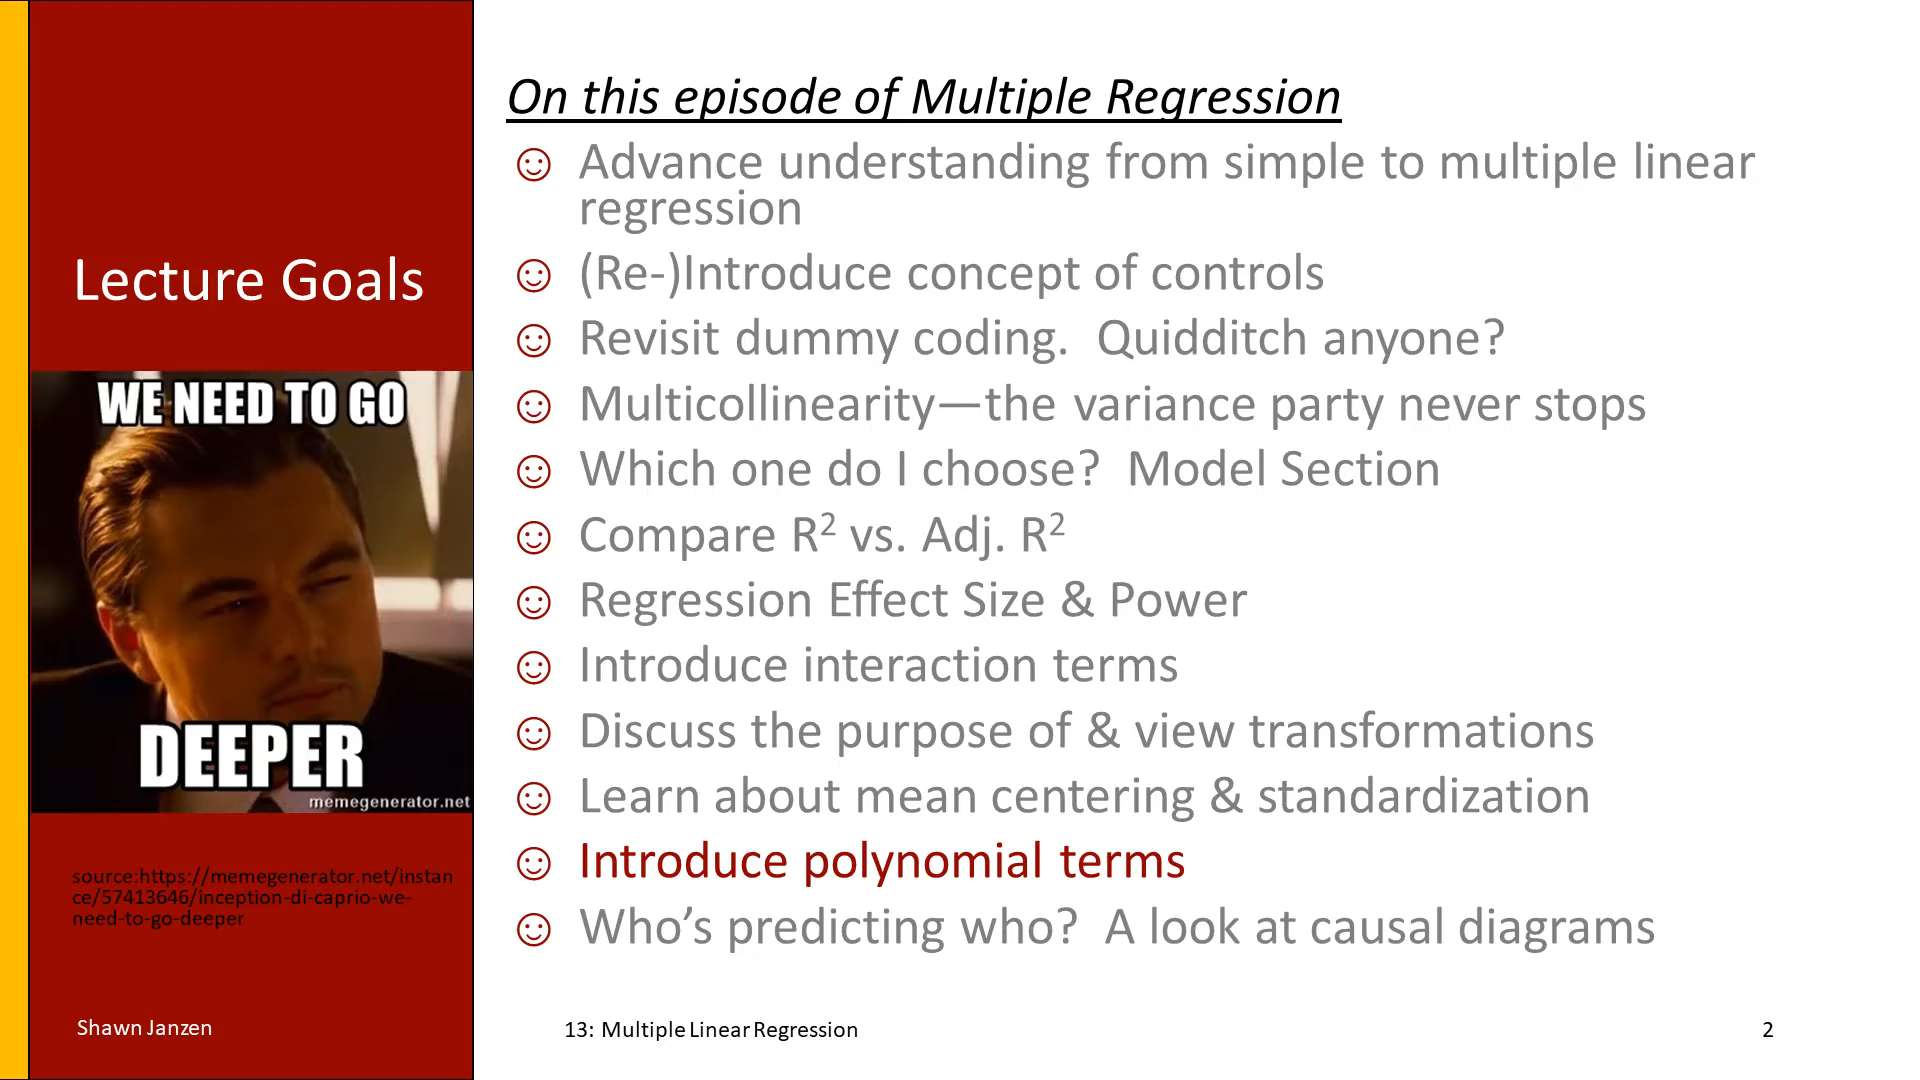 Lecture Goals
WE NEED TO GO
DEEPER
memegenerator.net
source:https://memegenerator.net/instan
ce/57413646/inception-di-caprio-we-
need-to-go-deeper
Shawn Janzen
On this episode of Multiple Regression
☺ Advance understanding from simple to multiple linear
regression
☺ (Re-)Introduce concept of controls
☺ Revisit dummy coding.  Quidditch anyone?
☺ Multicollinearity—the variance party never stops
☺ Which one do I choose?  Model Section
☺ Compare R² vs. Adj. R²
☺ Regression Effect Size & Power
☺ Introduce interaction terms
☺ Discuss the purpose of & view transformations
☺ Learn about mean centering & standardization
☺ Introduce polynomial terms
☺ Who’s predicting who?  A look at causal diagrams
13: Multiple Linear Regression
2